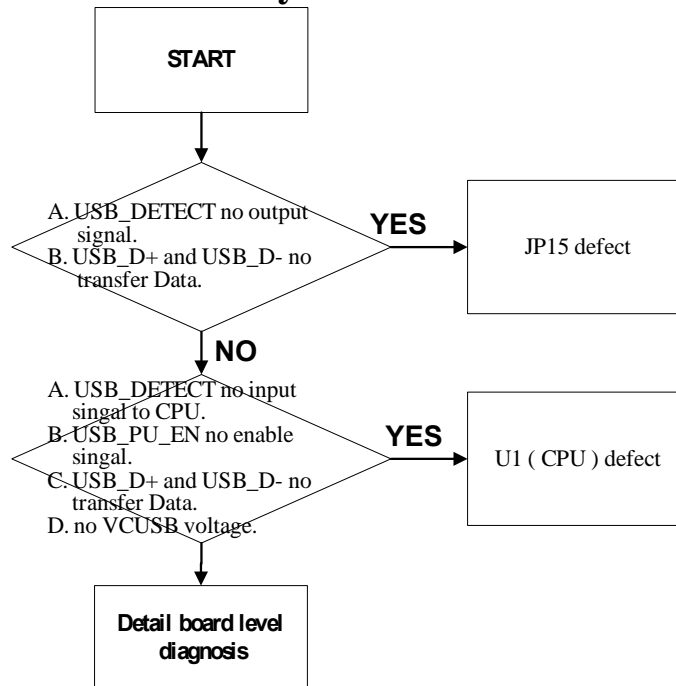 START
A. USB_DETECT no output
signal.
B. USB_D+ and USB_D- no
transfer Data.
YES
JP15 defect
NO
A. USB_DETECT no input
singal to CPU.
B. USB_PU_EN no enable
singal.
C. USB_D+ and USB_D- no
transfer Data.
D. no VCUSB voltage.
YES
U1 ( CPU ) defect
Detail board level
diagnosis